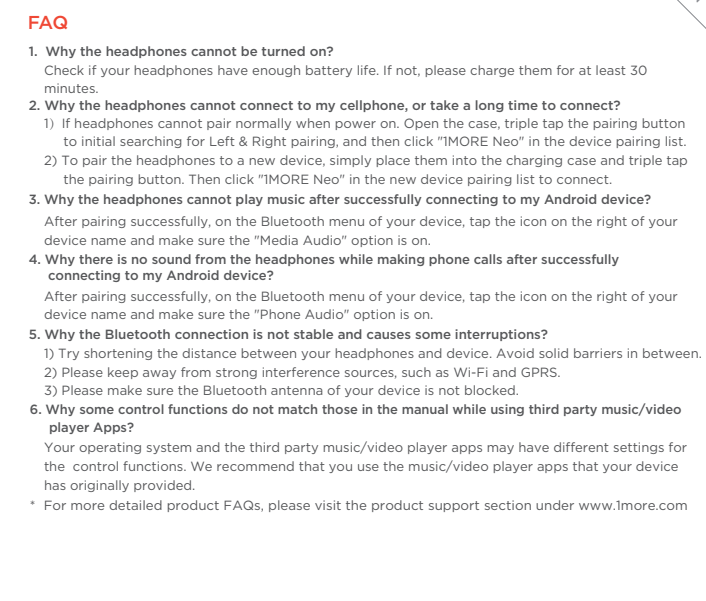 FAQ
1. Why the headphones cannot be turned on?
Check if your headphones have enough battery life. If not, please charge them for at least 30
minutes.
2. Why the headphones cannot connect to my cellphone, or take a long time to connect?
1) If headphones cannot pair normally when power on. Open the case, triple tap the pairing button
to initial searching for Left & Right pairing, and then click "1MORE Neo" in the device pairing list.
2) To pair the headphones to a new device, simply place them into the charging case and triple tap
the pairing button. Then click "1MORE Neo" in the new device pairing list to connect.
3. Why the headphones cannot play music after successfully connecting to my Android device?
After pairing successfully, on the Bluetooth menu of your device, tap the icon on the right of your
device name and make sure the "Media Audio" option is on.
4. Why there is no sound from the headphones while making phone calls after successfully
connecting to my Android device?
After pairing successfully, on the Bluetooth menu of your device, tap the icon on the right of your
device name and make sure the "Phone Audio" option is on.
5. Why the Bluetooth connection is not stable and causes some interruptions?
1) Try shortening the distance between your headphones and device. Avoid solid barriers in between.
2) Please keep away from strong interference sources, such as Wi-Fi and GPRS.
3) Please make sure the Bluetooth antenna of your device is not blocked.
6. Why some control functions do not match those in the manual while using third party music/video
player Apps?
Your operating system and the third party music/video player apps may have different settings for
the control functions. We recommend that you use the music/video player apps that your device
has originally provided.
* For more detailed product FAQs, please visit the product support section under www.1more.com